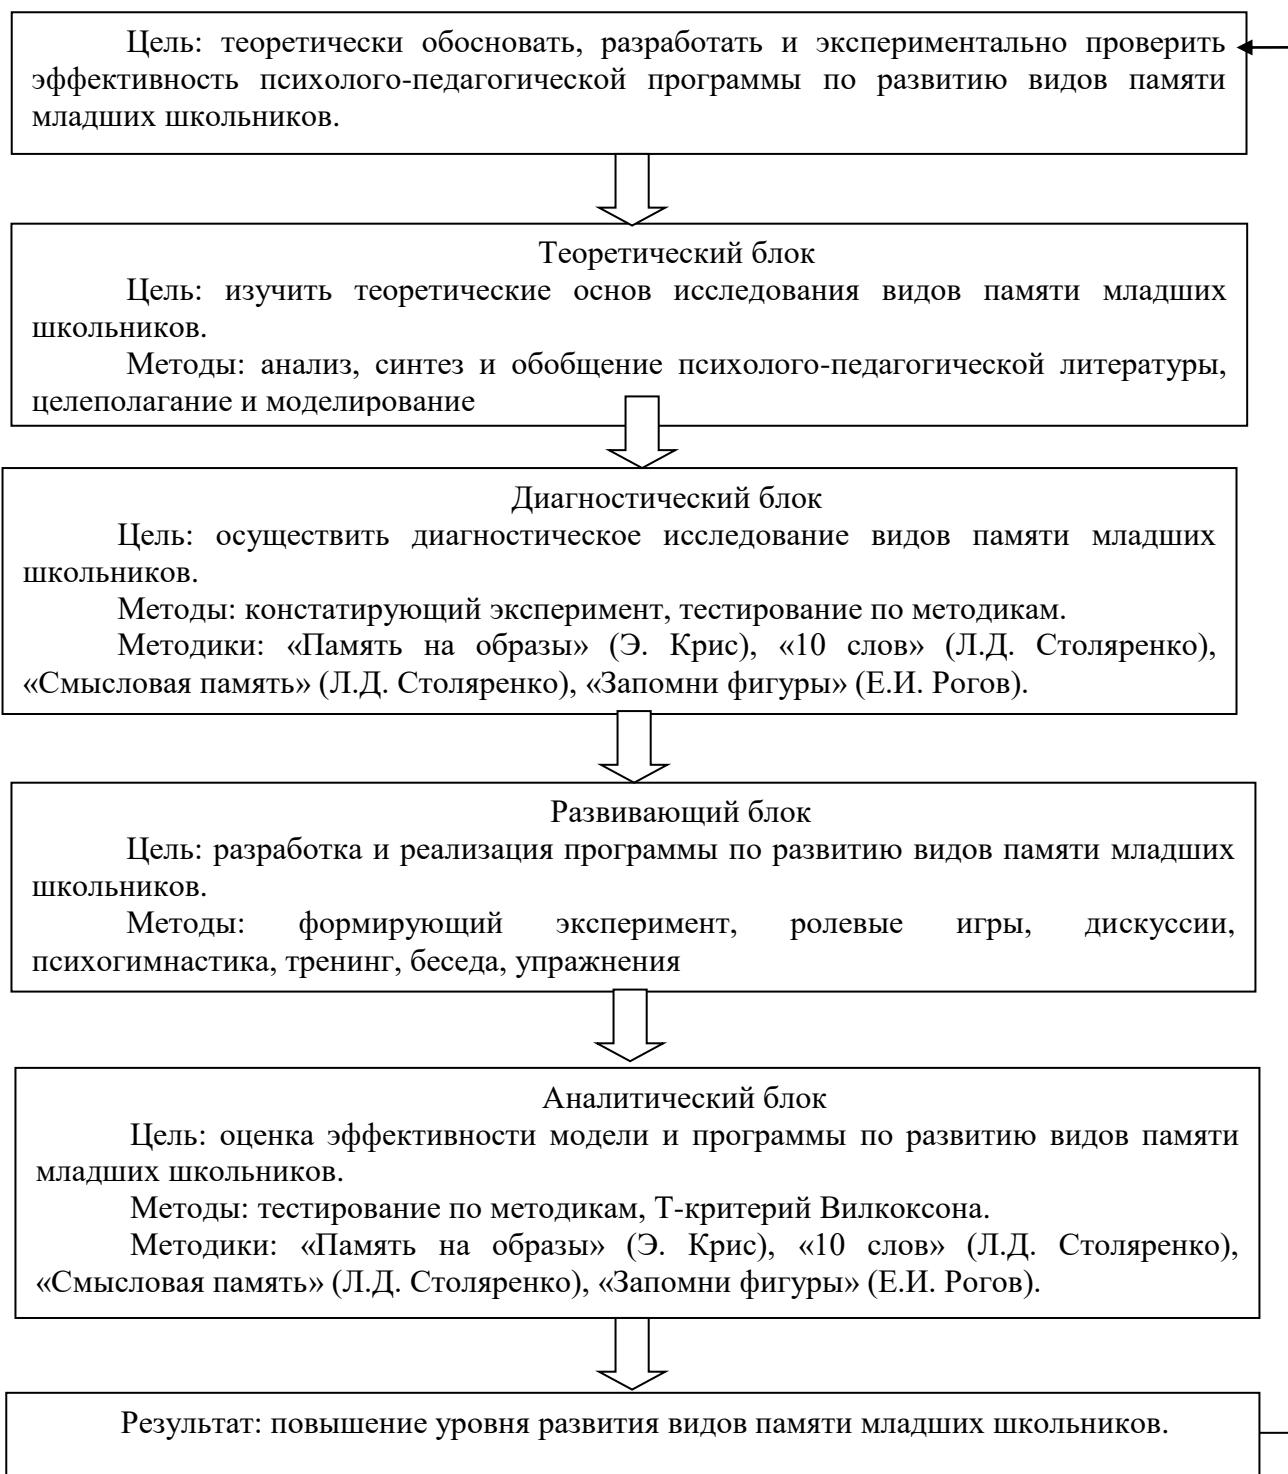 Цель: теоретически обосновать, разработать и экспериментально проверить
эффективность психолого-педагогической программы по развитию видов памяти
младших школьников.
Теоретический блок
Цель: изучить теоретические основ исследования видов памяти младших
школьников.
Методы: анализ, синтез и обобщение психолого-педагогической литературы,
целеполагание и моделирование
Диагностический блок
Цель: осуществить диагностическое исследование видов памяти младших
школьников.
Методы: констатирующий эксперимент, тестирование по методикам.
Методики: «Память на образы» (Э. Крис), «10 слов» (Л.Д. Столяренко),
«Смысловая память» (Л.Д. Столяренко), «Запомни фигуры» (Е.И. Рогов).
Развивающий блок
Цель: разработка и реализация программы по развитию видов памяти младших
школьников.
Методы: формирующий эксперимент, ролевые игры, дискуссии,
психогимнастика, тренинг, беседа, упражнения
Аналитический блок
Цель: оценка эффективности модели и программы по развитию видов памяти
младших школьников.
Методы: тестирование по методикам, Т-критерий Вилкоксона.
Методики: «Память на образы» (Э. Крис), «10 слов» (Л.Д. Столяренко),
«Смысловая память» (Л.Д. Столяренко), «Запомни фигуры» (Е.И. Рогов).
Результат: повышение уровня развития видов памяти младших школьников.